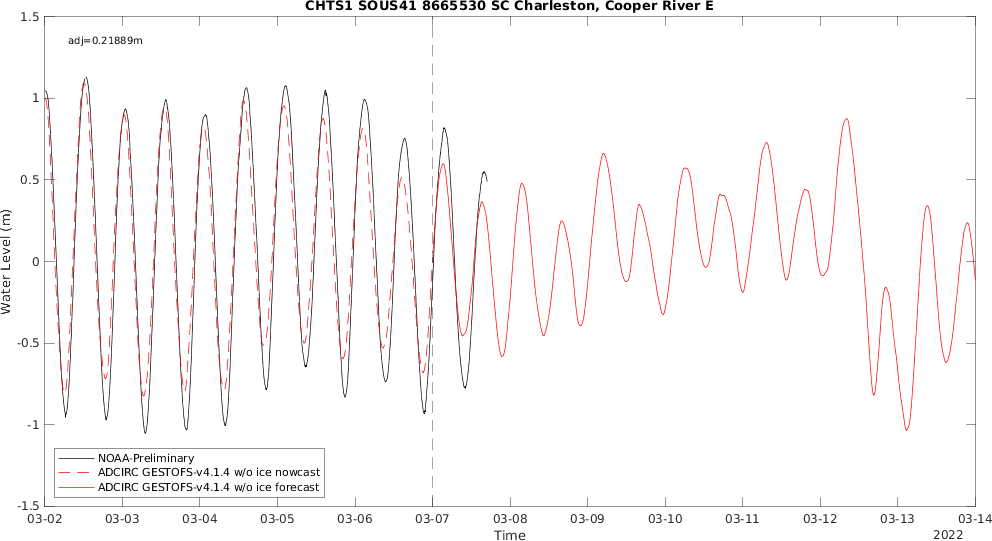 CHTS1 SOUS41 8665530 SC Charleston, Cooper River E
adj=0.21889m
Water Level (m)
1.5
1
0.5
0
-0.5
-1
-1.5
NOAA-Preliminary
ADCIRC GESTOFS-v4.1.4 w/o ice nowcast
ADCIRC GESTOFS-v4.1.4 w/o ice forecast
03-02 03-03 03-04 03-05 03-06 03-07 03-08 03-09 03-10 03-11 03-12 03-13 03-14
Time
2022